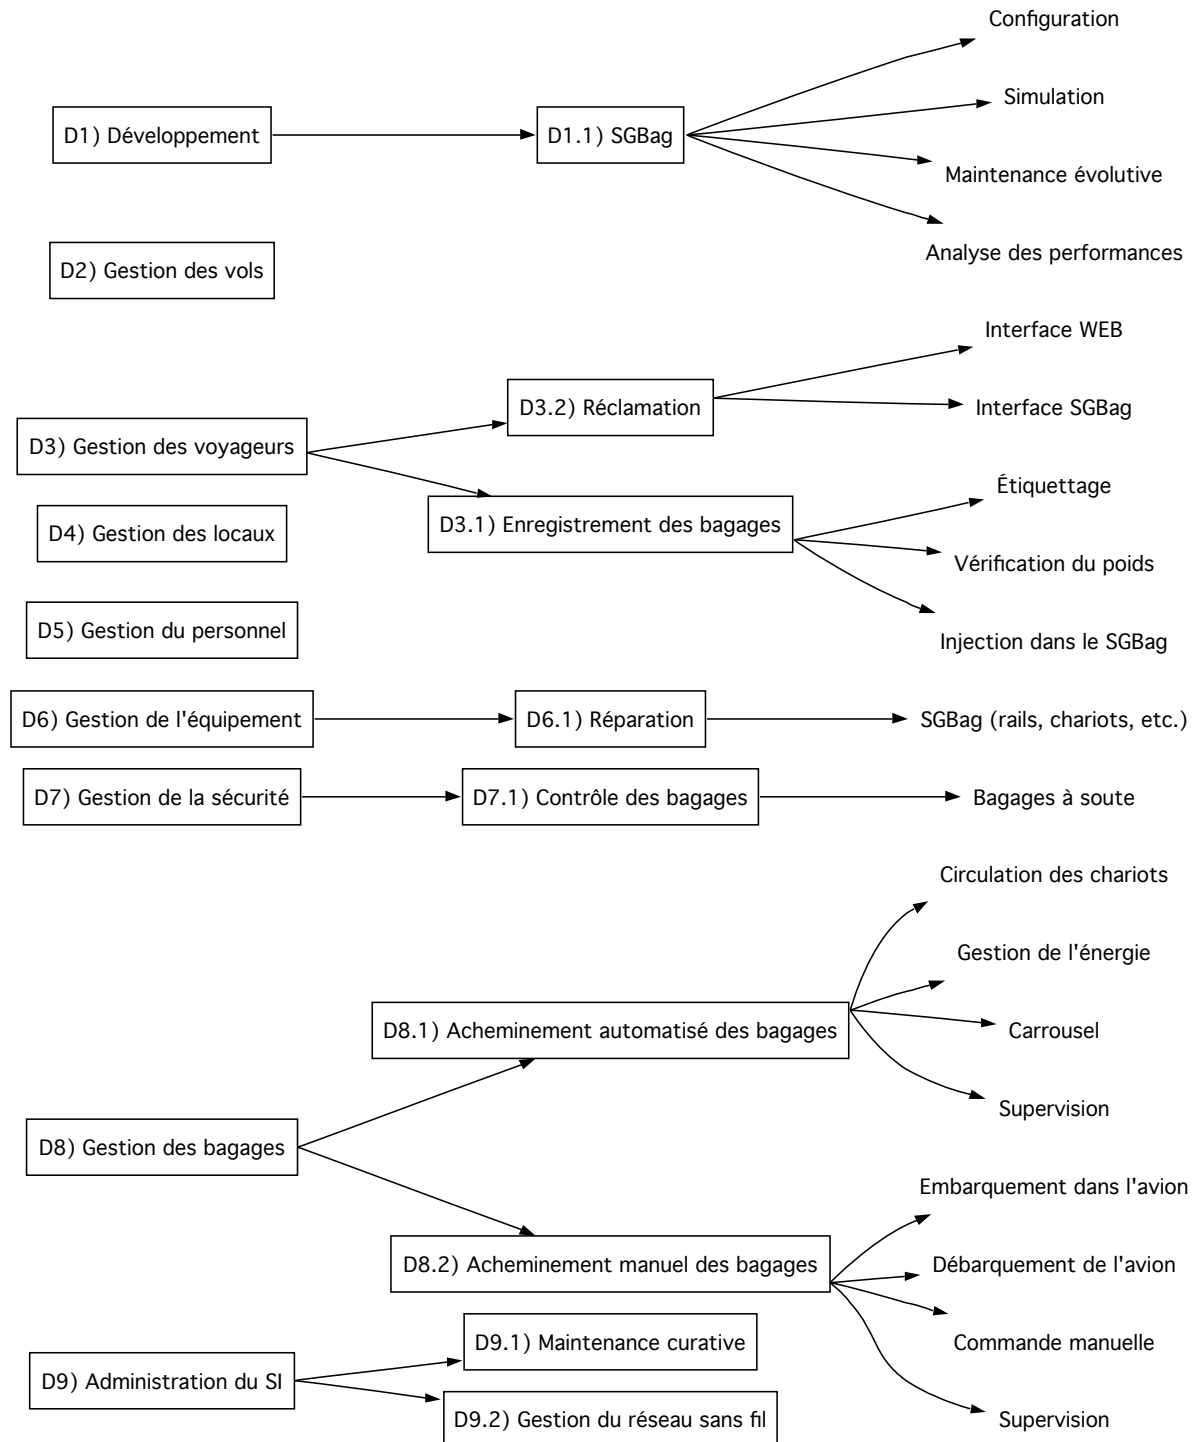 Configuration
Simulation
D1) Développement
D1.1) SGBag
Maintenance évolutive
Analyse des performances
D2) Gestion des vols
Interface WEB
D3.2) Réclamation
Interface SGBag
D3) Gestion des voyageurs
Étiquettage
D3.1) Enregistrement des bagages
D4) Gestion des locaux
Vérification du poids
D5) Gestion du personnel
Injection dans le SGBag
D6) Gestion de l'équipement
D6.1) Réparation
SGBag (rails, chariots, etc.)
D7) Gestion de la sécurité
D7.1) Contrôle des bagages
Bagages à soute
Circulation des chariots
Gestion de l'énergie
D8.1) Acheminement automatisé des bagages
Carrousel
Supervision
D8) Gestion des bagages
Embarquement dans l'avion
D8.2) Acheminement manuel des bagages
Débarquement de l'avion
D9.1) Maintenance curative
Commande manuelle
D9) Administration du SI
D9.2) Gestion du réseau sans fil
Supervision